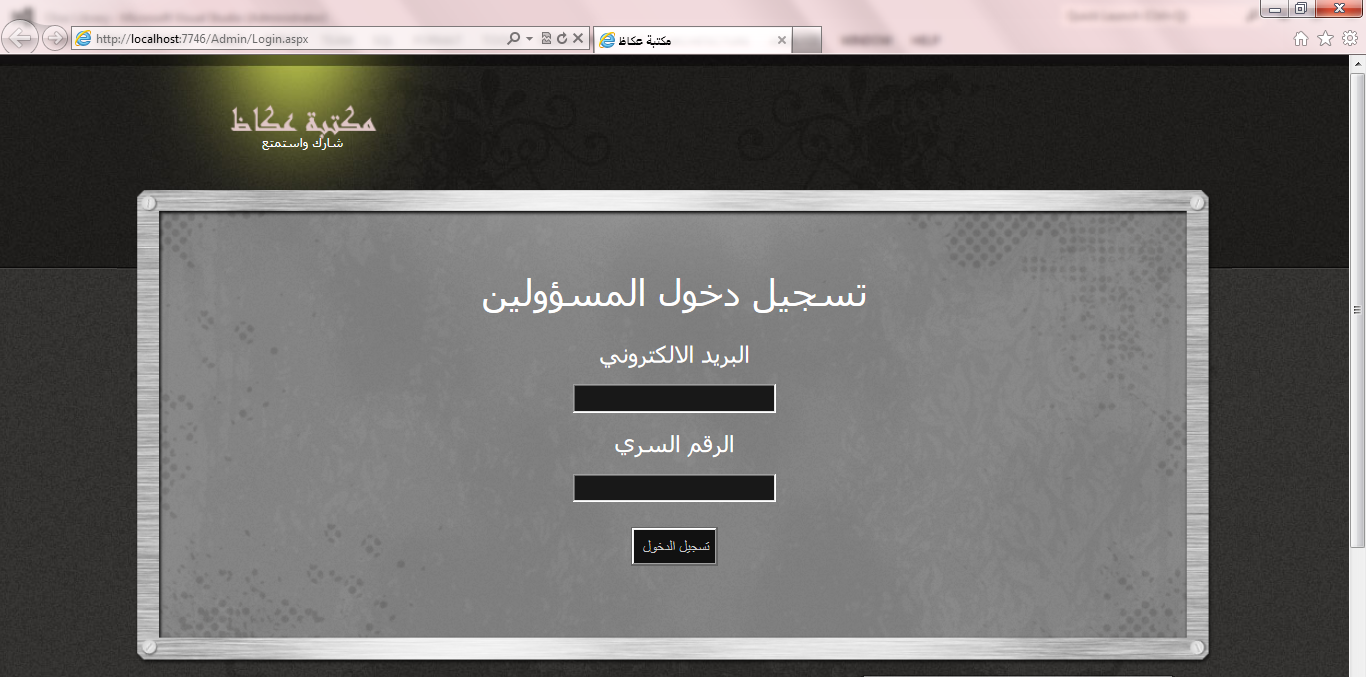 http://localhost:7746/Admin/Login.aspx
مكتبة عكاظ
مكتبة عكاظ
شارك واستمتع
تسجيل دخول المسؤولين
البريد الالكتروني
الرقم السري
تسجيل الدخول